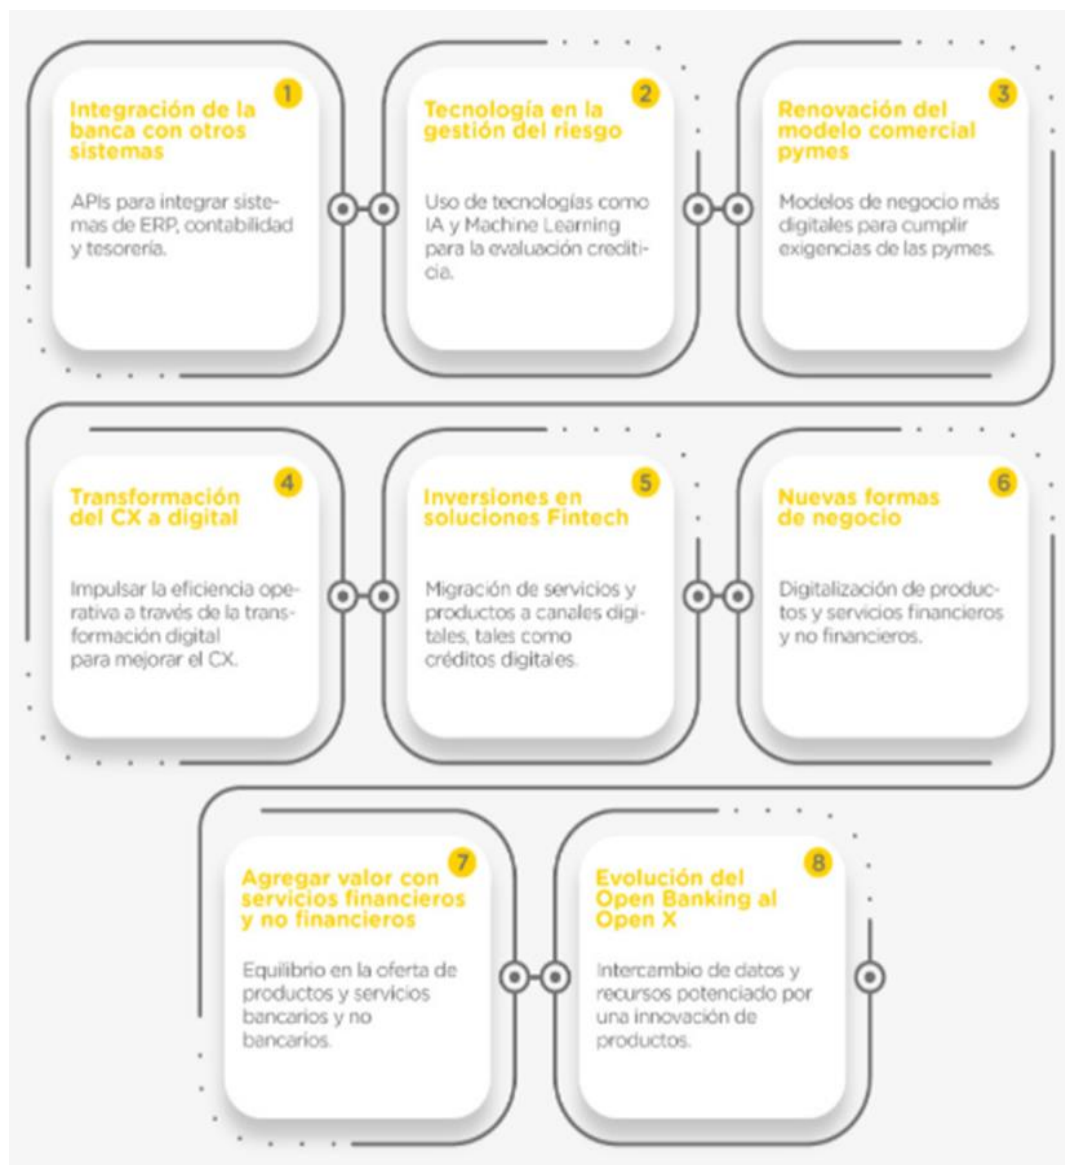 1
Integración de la
banca con otros
sistemas
APIs para integrar siste-
mas de ERP, contabilidad
y tesorería.
2
Tecnología en la
gestión del riesgo
Uso de tecnologías como
IA y Machine Learning
para la evaluación crediti-
cia.
3
Renovación del
modelo comercial
pymes
Modelos de negocio más
digitales para cumplir
exigencias de las pymes.
4
Transformación
del CX a digital
Impulsar la eficiencia ope-
rativa a través de la trans-
formación digital
para mejorar el CX.
5
Inversiones en
soluciones Fintech
Migración de servicios y
productos a canales digi-
tales, tales como
créditos digitales.
6
Nuevas formas
de negocio
Digitalización de produc-
tos y servicios financieros
y no financieros.
7
Agregar valor con
servicios financieros
y no financieros
Equilibrio en la oferta de
productos y servicios
bancarios y no
bancarios.
8
Evolución del
Open Banking al
Open X
Intercambio de datos y
recursos potenciado por
una innovación de
productos.